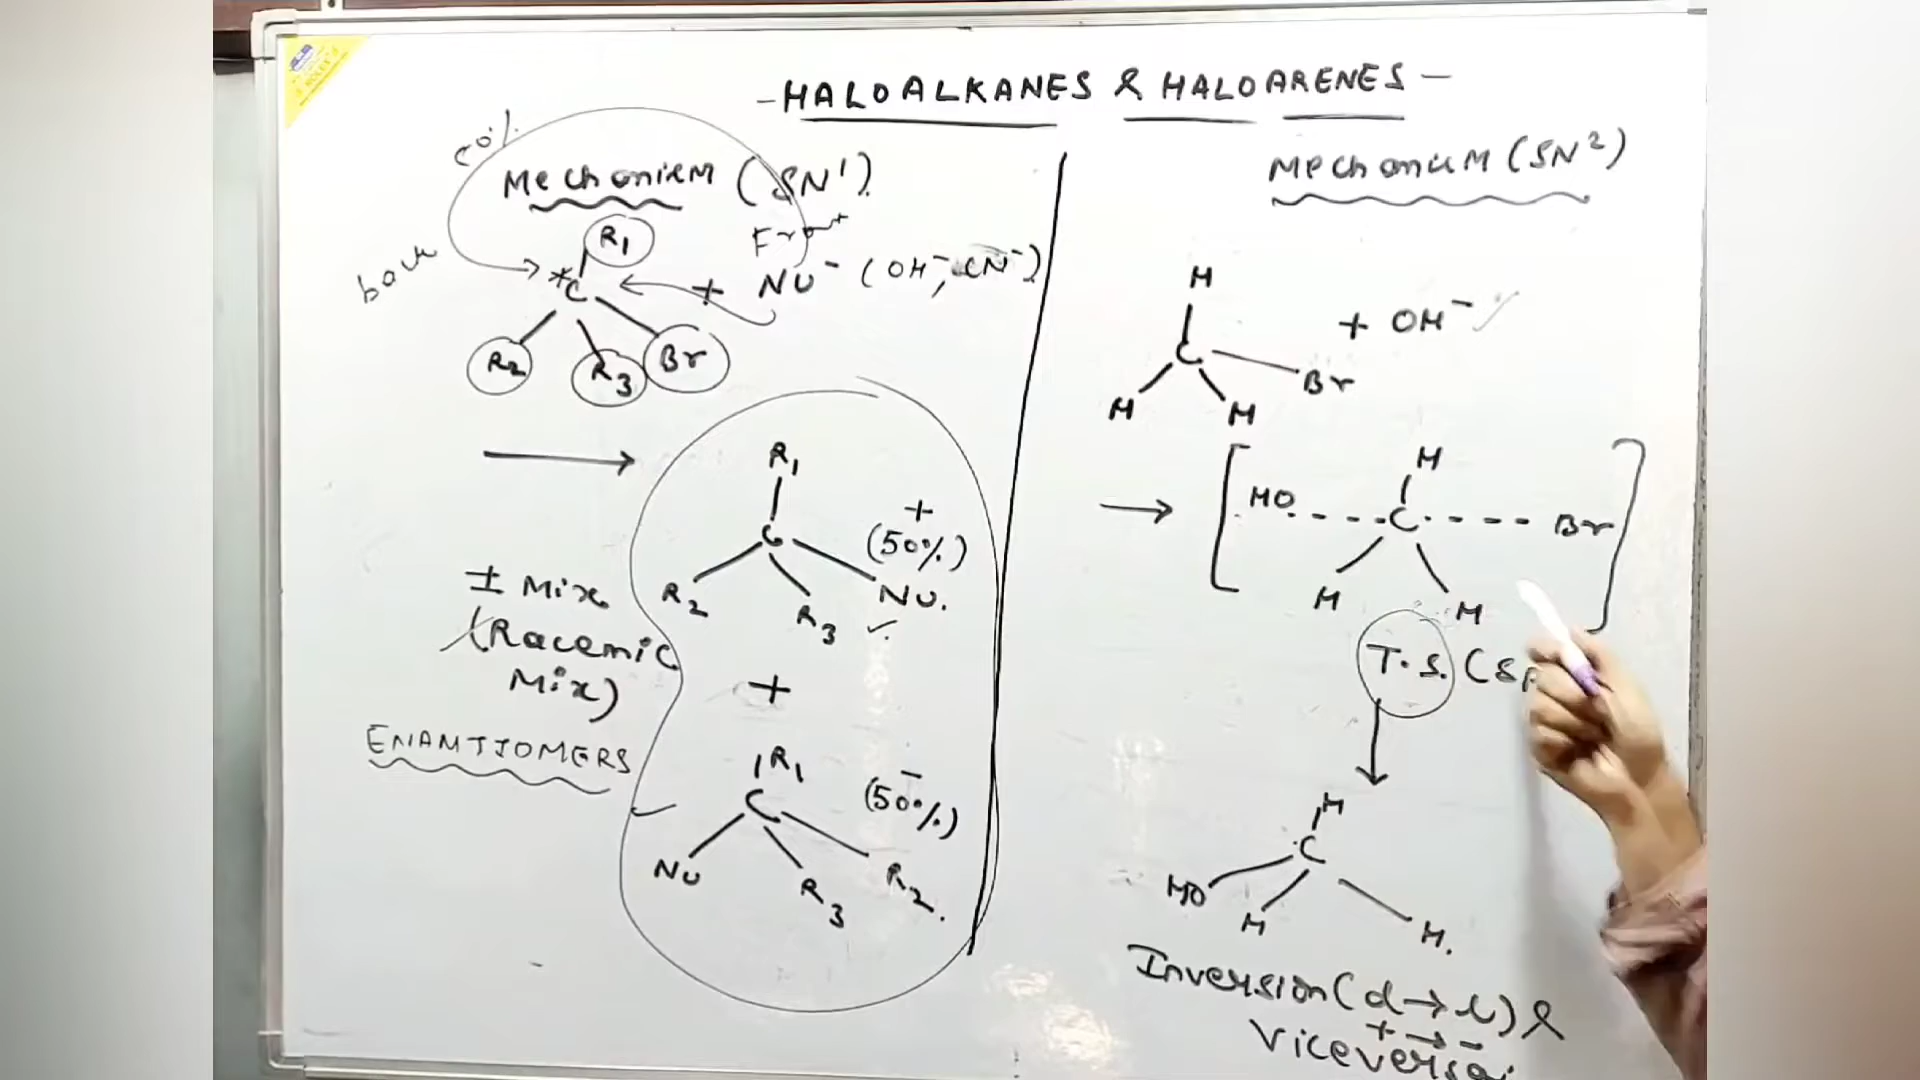 - HALOALKANES & HALOARENES -
Mechanism (SN¹)
back
Front
R₁
*C
+ NU⁻ (OH⁻, CN⁻)
R₂
R₃
Br
R₁
C
+
(50%)
R₂
R₃
NU.
± Mix
(Racemic
Mix)
+
ENANTIOMERS
R₁
C
−
(50%)
NU
R₃
R₂.
Mechanism (SN²)
H
C
+ OH⁻
Br
H
H
H
HO
C
Br
H
H
T.S. (
H
C
HO
H
H.
Inversion (d → l) &
+ → −
Viceversa